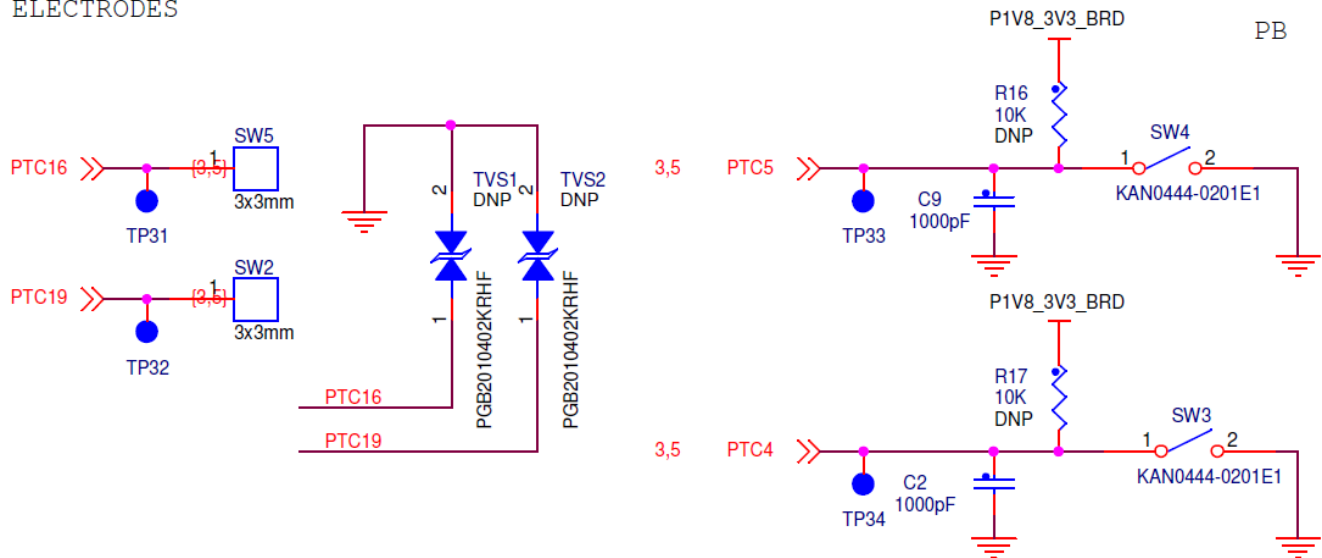 ELECTRODES
PTC16
1
{3,5}
SW5
3x3mm
TP31
PTC19
1
{3,5}
SW2
3x3mm
TP32
2
TVS1
DNP
2
TVS2
DNP
1
PGB2010402KRHF
1
PGB2010402KRHF
PTC16
PTC19
PB
P1V8_3V3_BRD
R16
10K
DNP
3,5
PTC5
TP33
C9
1000pF
SW4
1
2
KAN0444-0201E1
P1V8_3V3_BRD
R17
10K
DNP
3,5
PTC4
TP34
C2
1000pF
SW3
1
2
KAN0444-0201E1